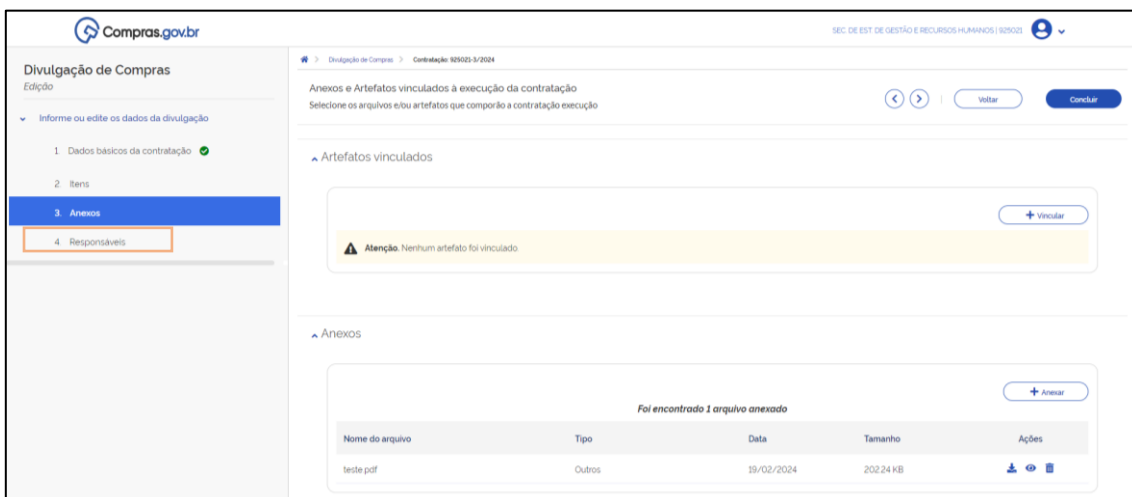 Compras.gov.br
SEC. DE EST. DE GESTÃO E RECURSOS HUMANOS | 925021
Divulgação de Compras
Edição
Informe ou edite os dados da divulgação
1. Dados básicos da contratação
2. Itens
3. Anexos
4. Responsáveis
Divulgação de Compras > Contratação: 925021-3/2024
Anexos e Artefatos vinculados à execução da contratação
Selecione os arquivos e/ou artefatos que comporão a contratação execução
Voltar
Concluir
Artefatos vinculados
+ Vincular
Atenção. Nenhum artefato foi vinculado
Anexos
+ Anexar
Foi encontrado 1 arquivo anexado
Nome do arquivo Tipo Data Tamanho Ações
teste.pdf Outros 19/02/2024 202.24 KB